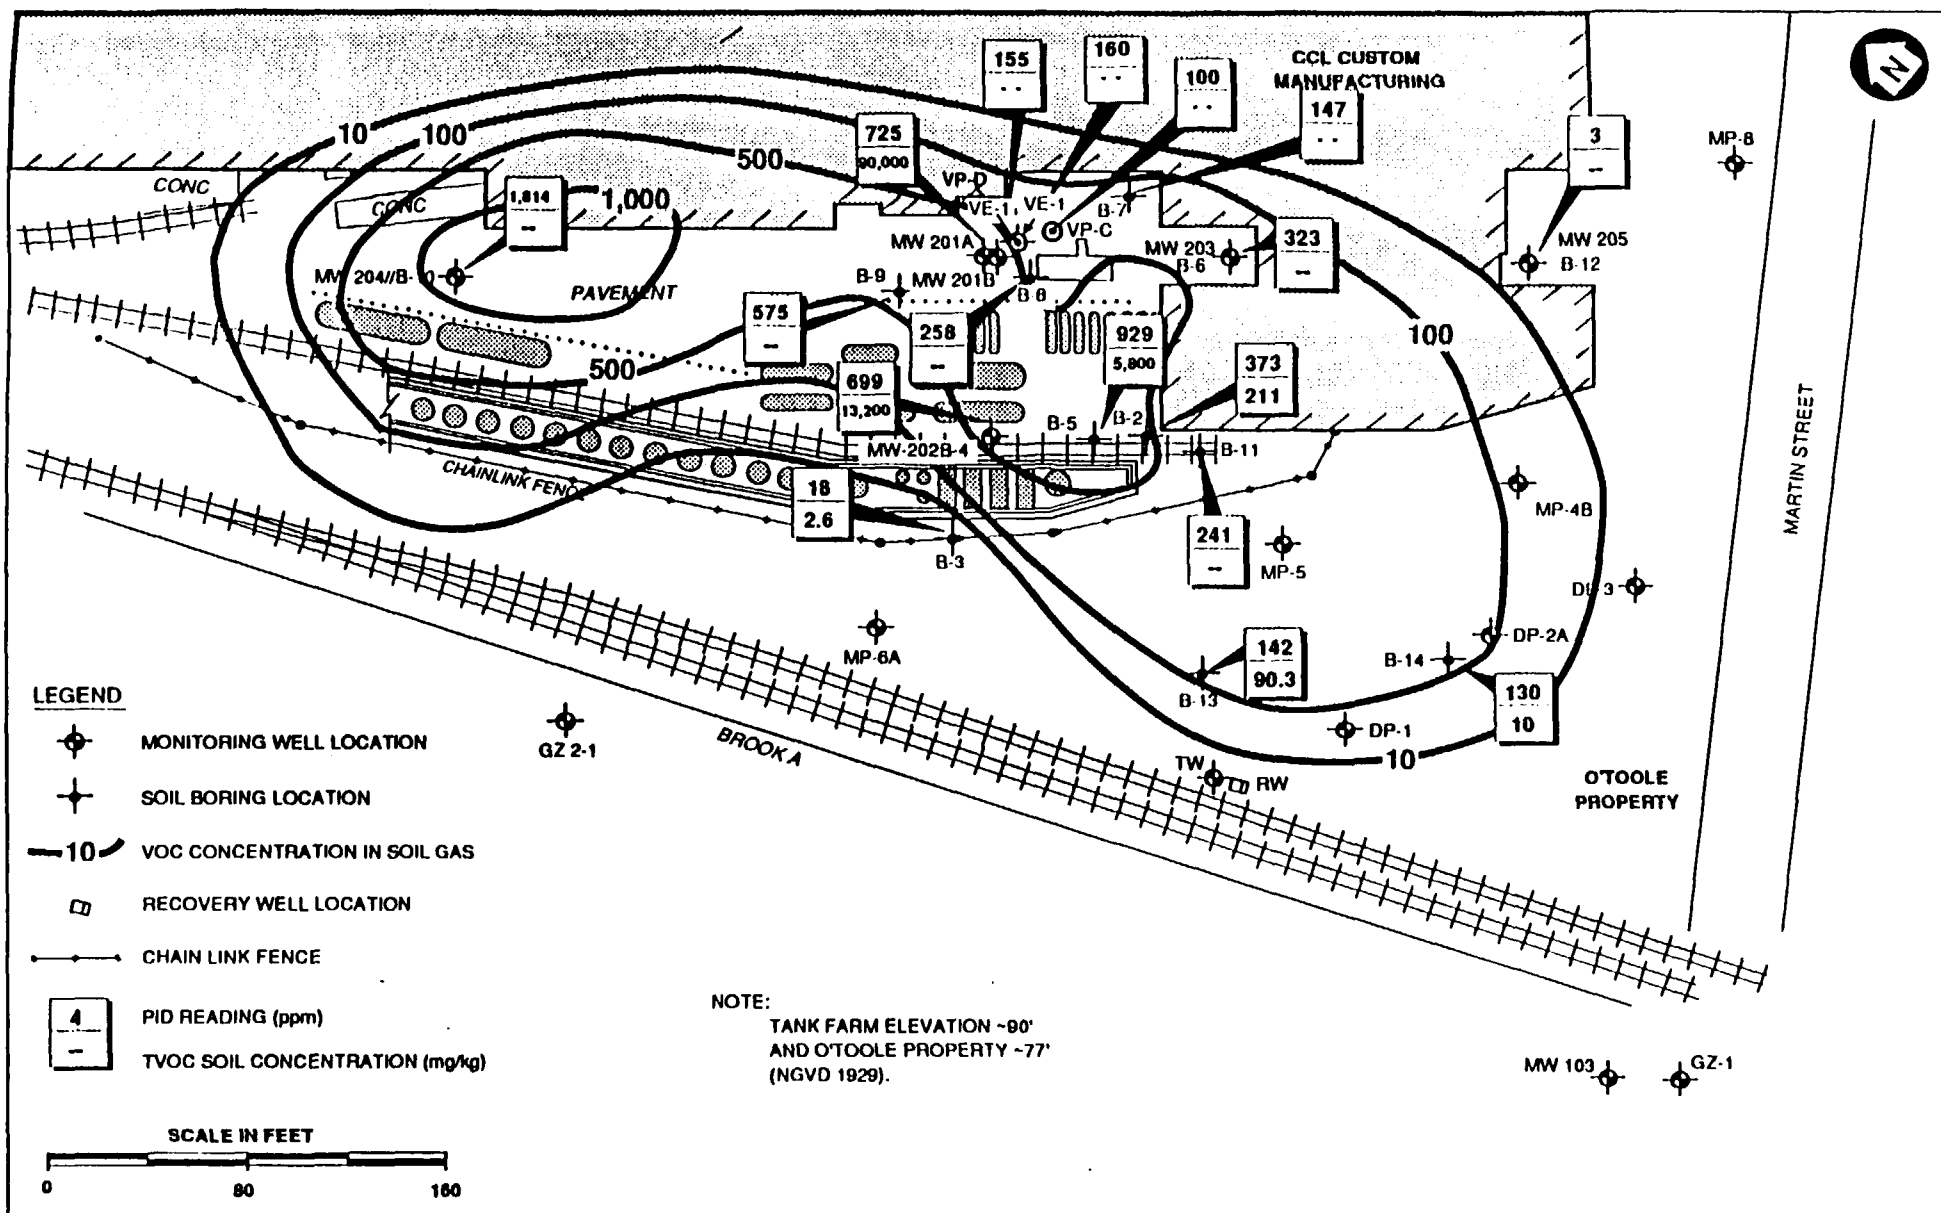 155
--
160
--
100
--
CCL CUSTOM
MANUFACTURING
147
--
3
--
MP-8
N
10
100
500
725
90,000
CONC
CONC
1,814
--
1,000
VP-D
VE-1
VE-1
B-7
VP-C
MW 201A
MW 203
B-6
323
--
MW 205
B-12
MW 204//B-10
PAVEMENT
B-9
MW 201B
B-8
575
--
258
--
929
5,800
100
500
699
13,200
373
211
MARTIN STREET
B-5
B-2
MW-202B-4
B-11
CHAINLINK FENCE
18
2.6
MP-4B
241
--
B-3
MP-5
MP-6A
142
90.3
B-13
B-14
DP-2A
130
10
LEGEND
MONITORING WELL LOCATION
GZ 2-1
BROOK A
DP-1
10
TW
RW
O'TOOLE
PROPERTY
SOIL BORING LOCATION
10
VOC CONCENTRATION IN SOIL GAS
RECOVERY WELL LOCATION
CHAIN LINK FENCE
4
--
PID READING (ppm)
TVOC SOIL CONCENTRATION (mg/kg)
NOTE:
TANK FARM ELEVATION ~90'
AND O'TOOLE PROPERTY ~77'
(NGVD 1929).
MW 103
GZ-1
SCALE IN FEET
0
80
160